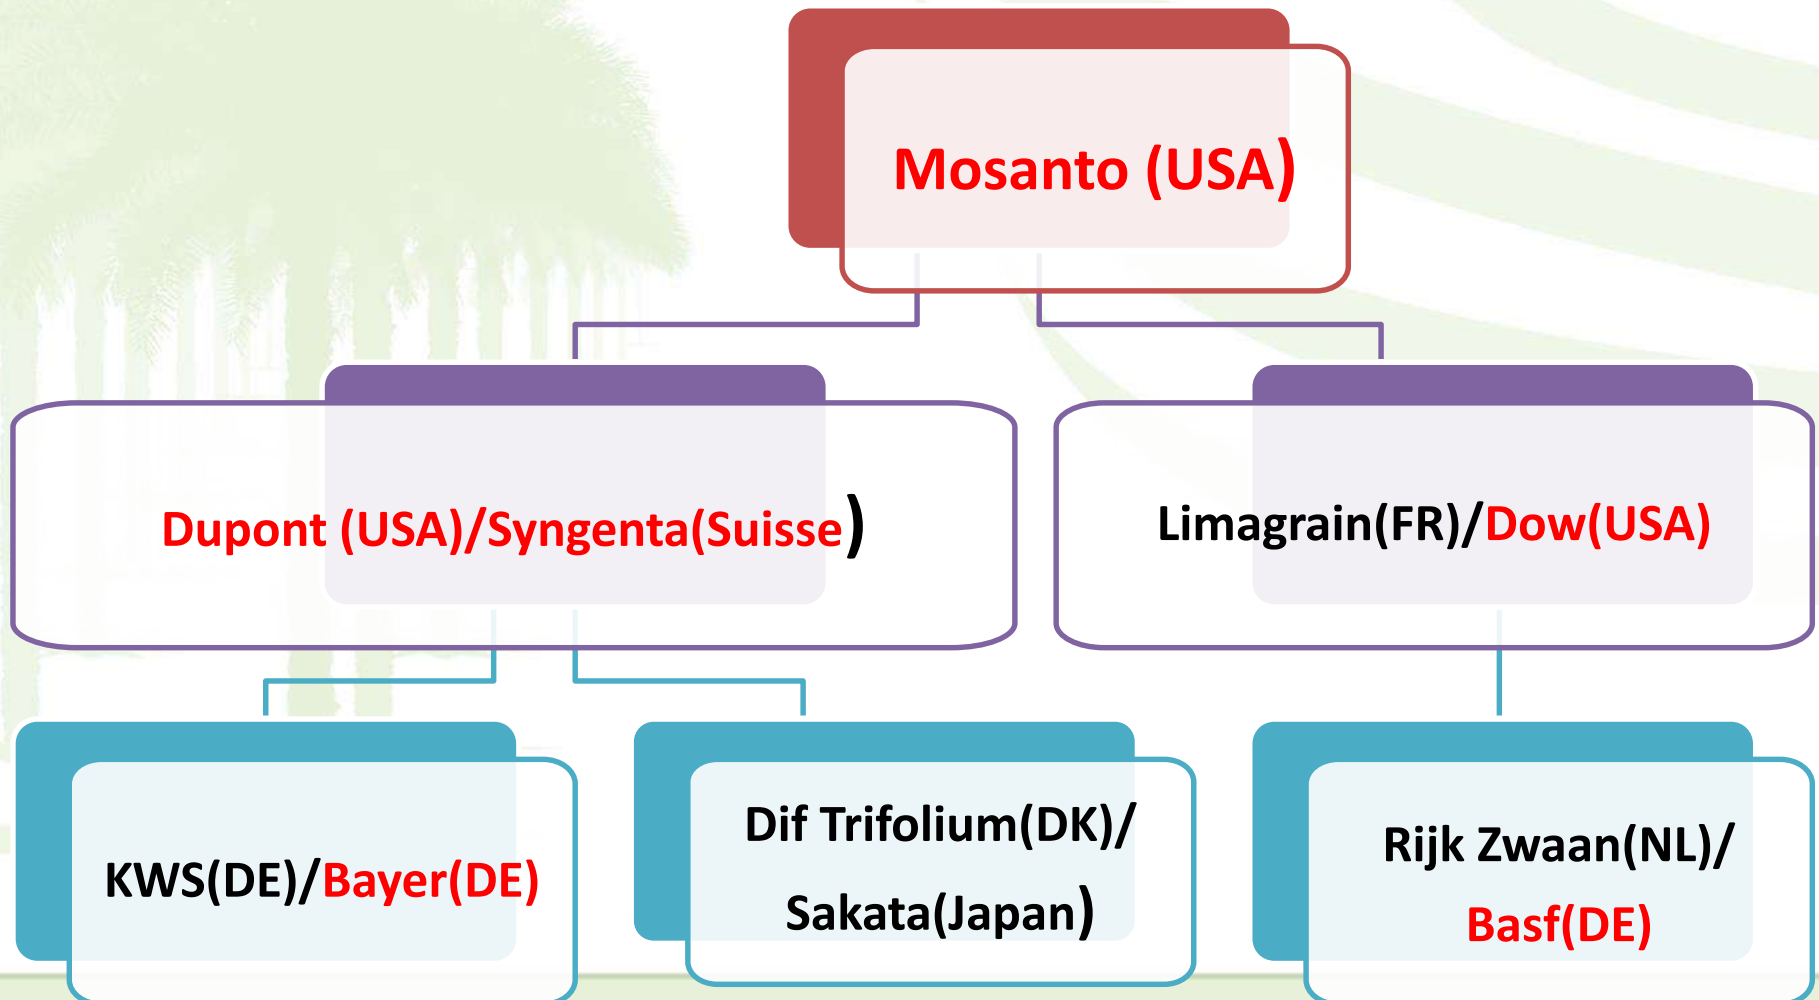 Mosanto (USA)
Dupont (USA)/Syngenta(Suisse)
Limagrain(FR)/Dow(USA)
KWS(DE)/Bayer(DE)
Dif Trifolium(DK)/
Sakata(Japan)
Rijk Zwaan(NL)/
Basf(DE)